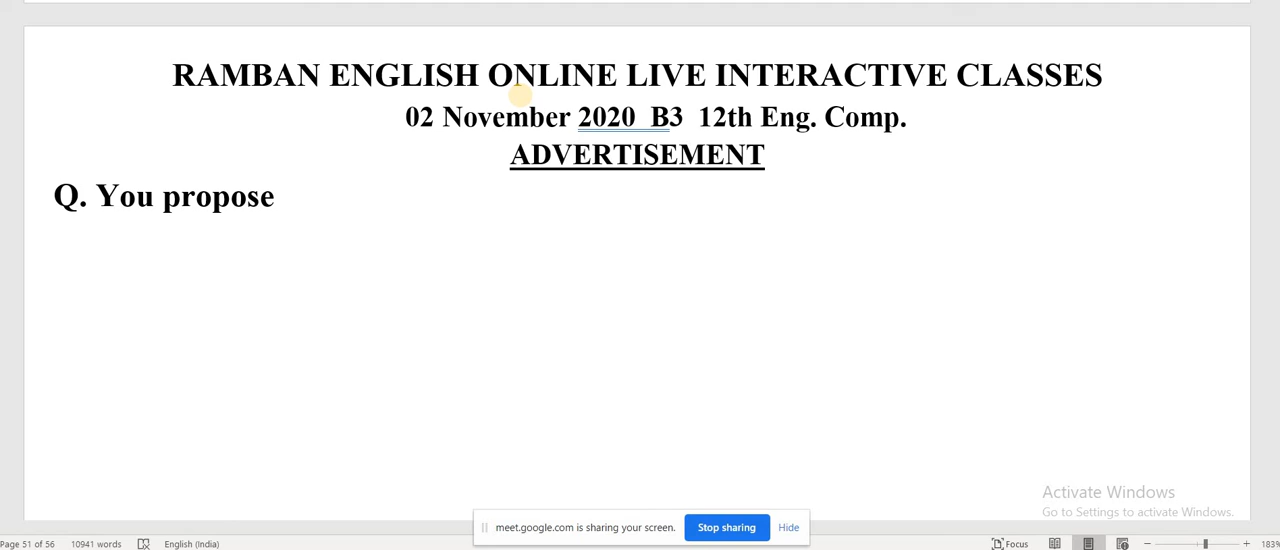 RAMBAN ENGLISH ONLINE LIVE INTERACTIVE CLASSES
02 November 2020 B3 12th Eng. Comp.
ADVERTISEMENT
Q. You propose
Activate Windows
Go to Settings to activate Windows.
meet.google.com is sharing your screen. Stop sharing Hide
Page 51 of 56 10941 words English (India) Focus 183%